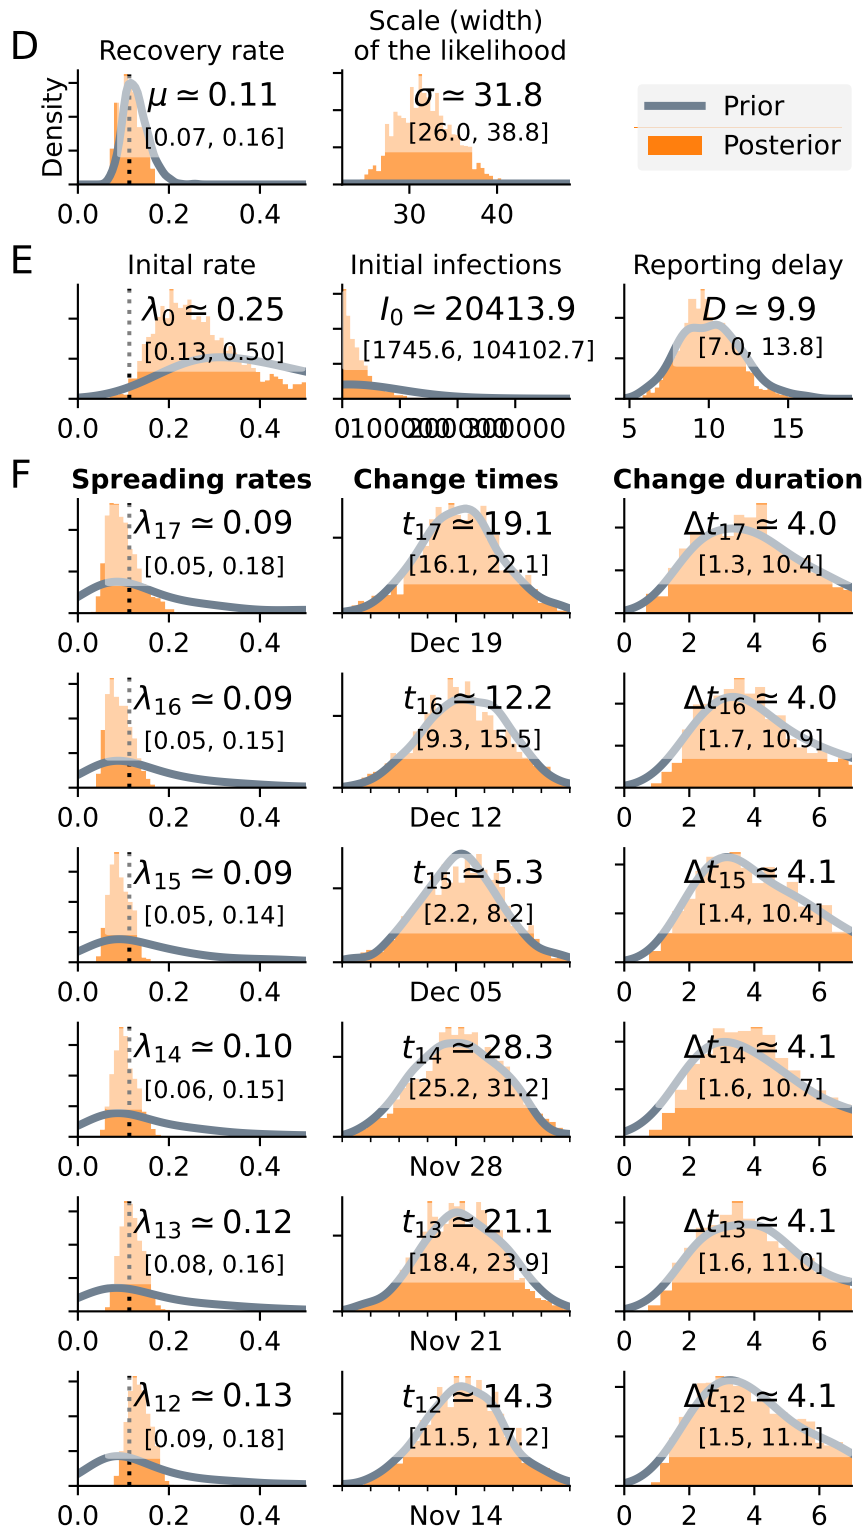 D
Recovery rate
Scale (width)
of the likelihood
Density
μ ≃ 0.11
[0.07, 0.16]
σ ≃ 31.8
[26.0, 38.8]
Prior
Posterior
0.0 0.2 0.4
30 40
E
Inital rate
Initial infections
Reporting delay
λ0 ≃ 0.25
[0.13, 0.50]
I0 ≃ 20413.9
[1745.6, 104102.7]
D ≃ 9.9
[7.0, 13.8]
0.0 0.2 0.4
0 100000 200000 300000
5 10 15
F
Spreading rates
Change times
Change duration
λ17 ≃ 0.09
[0.05, 0.18]
t17 ≃ 19.1
[16.1, 22.1]
Δt17 ≃ 4.0
[1.3, 10.4]
0.0 0.2 0.4
Dec 19
0 2 4 6
λ16 ≃ 0.09
[0.05, 0.15]
t16 ≃ 12.2
[9.3, 15.5]
Δt16 ≃ 4.0
[1.7, 10.9]
0.0 0.2 0.4
Dec 12
0 2 4 6
λ15 ≃ 0.09
[0.05, 0.14]
t15 ≃ 5.3
[2.2, 8.2]
Δt15 ≃ 4.1
[1.4, 10.4]
0.0 0.2 0.4
Dec 05
0 2 4 6
λ14 ≃ 0.10
[0.06, 0.15]
t14 ≃ 28.3
[25.2, 31.2]
Δt14 ≃ 4.1
[1.6, 10.7]
0.0 0.2 0.4
Nov 28
0 2 4 6
λ13 ≃ 0.12
[0.08, 0.16]
t13 ≃ 21.1
[18.4, 23.9]
Δt13 ≃ 4.1
[1.6, 11.0]
0.0 0.2 0.4
Nov 21
0 2 4 6
λ12 ≃ 0.13
[0.09, 0.18]
t12 ≃ 14.3
[11.5, 17.2]
Δt12 ≃ 4.1
[1.5, 11.1]
0.0 0.2 0.4
Nov 14
0 2 4 6